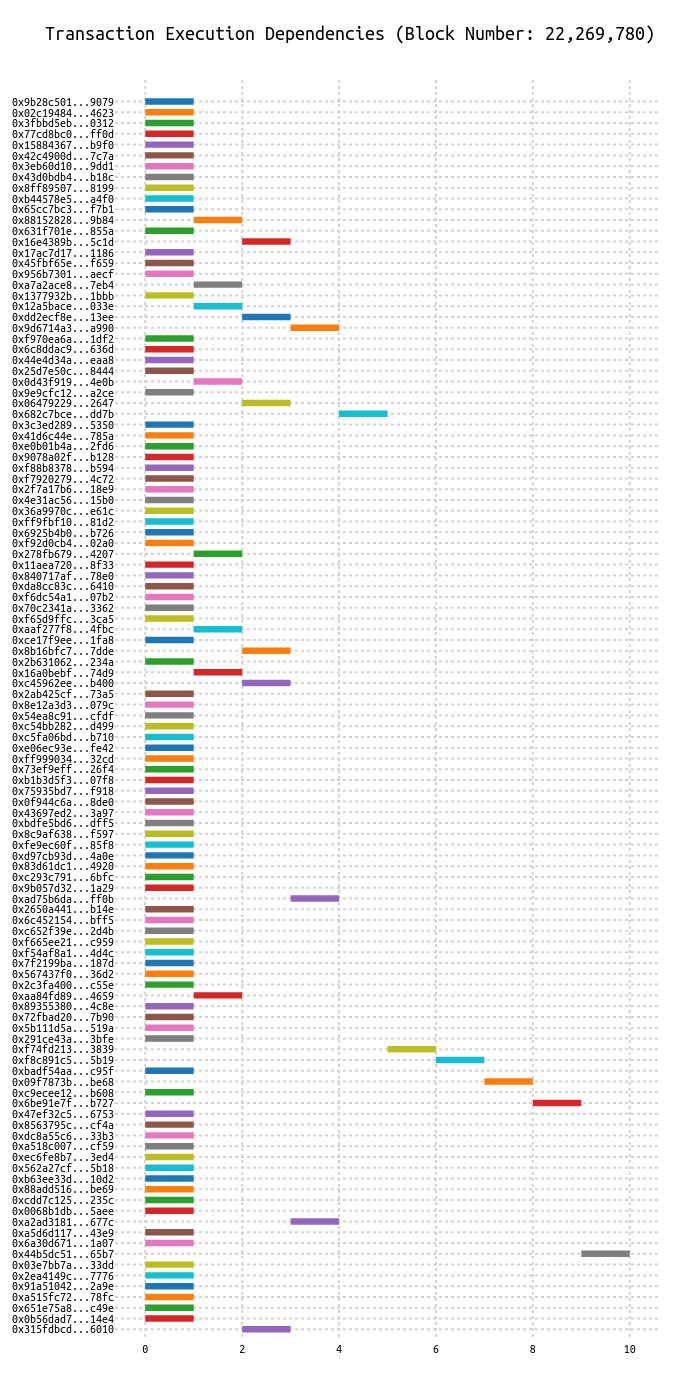 Transaction Execution Dependencies (Block Number: 22,269,780)
0x9b28c501...9079
0x02c19484...4623
0x3fbbd5eb...0312
0x77cd8bc0...ff0d
0x15884367...b9f0
0x42c4900d...7c7a
0x3eb60d10...9dd1
0x43d0bdb4...b18c
0x8ff89507...8199
0xb44578e5...a4f0
0x65cc7bc3...f7b1
0x88152828...9b84
0x631f701e...855a
0x16e4389b...5c1d
0x17ac7d17...1186
0x45fbf65e...f659
0x956b7301...aecf
0xa7a2ace8...7eb4
0x1377932b...1bbb
0x12a5bace...033e
0xdd2ecf8e...13ee
0x9d6714a3...a990
0xf970ea6a...1df2
0x6c8ddac9...636d
0x44e4d34a...eaa8
0x25d7e50c...8444
0x0d43f919...4e0b
0x9e9cfc12...a2ce
0x06479229...2647
0x682c7bce...dd7b
0x3c3ed289...5350
0x41d6c44e...785a
0xe0b01b4a...2fd6
0x9078a02f...b128
0xf88b8378...b594
0xf7920279...4c72
0x2f7a17b6...18e9
0x4e31ac56...15b0
0x36a9970c...e61c
0xff9fbf10...81d2
0x6925b4b0...b726
0xf92d0cb4...02a0
0x278fb679...4207
0x11aea720...8f33
0x840717af...78e0
0xda8cc83c...6410
0xf6dc54a1...07b2
0x70c2341a...3362
0xf65d9ffc...3ca5
0xaaf277f8...4fbc
0xce17f9ee...1fa8
0x8b16bfc7...7dde
0x2b631062...234a
0x16a0bebf...74d9
0xc45962ee...b400
0x2ab425cf...73a5
0x8e12a3d3...079c
0x54ea8c91...cfdf
0xc54bb282...d499
0xc5fa06bd...b710
0xe06ec93e...fe42
0xff999034...32cd
0x73ef9eff...26f4
0xb1b3d5f3...07f8
0x75935bd7...f918
0x0f944c6a...8de0
0x43697ed2...3a97
0xbdfe5bd6...dff5
0x8c9af638...f597
0xfe9ec60f...85f8
0xd97cb93d...4a0e
0x83d61dc1...4920
0xc293c791...6bfc
0x9b057d32...1a29
0xad75b6da...ff0b
0x2650a441...b14e
0x6c452154...bff5
0xc652f39e...2d4b
0xf665ee21...c959
0xf54af8a1...4d4c
0x7f2199ba...187d
0x567437f0...36d2
0x2c3fa400...c55e
0xaa84fd89...4659
0x89355380...4c8e
0x72fbad20...7b90
0x5b111d5a...519a
0x291ce43a...3bfe
0xf74fd213...3839
0xf8c891c5...5b19
0xbadf54aa...c95f
0x09f7873b...be68
0xc9ecee12...b608
0x6be91e7f...b727
0x47ef32c5...6753
0x8563795c...cf4a
0xdc8a55c6...33b3
0xa518c007...cf59
0xec6fe8b7...3ed4
0x562a27cf...5b18
0xb63ee33d...10d2
0x88add516...be69
0xcdd7c125...235c
0x0068b1db...5aee
0xa2ad3181...677c
0xa5d6d117...43e9
0x6a30d671...1a07
0x44b5dc51...65b7
0x03e7bb7a...33dd
0x2ea4149c...7776
0x91a51042...2a9e
0xa515fc72...78fc
0x651e75a8...c49e
0x0b56dad7...14e4
0x315fdbcd...6010
0 2 4 6 8 10